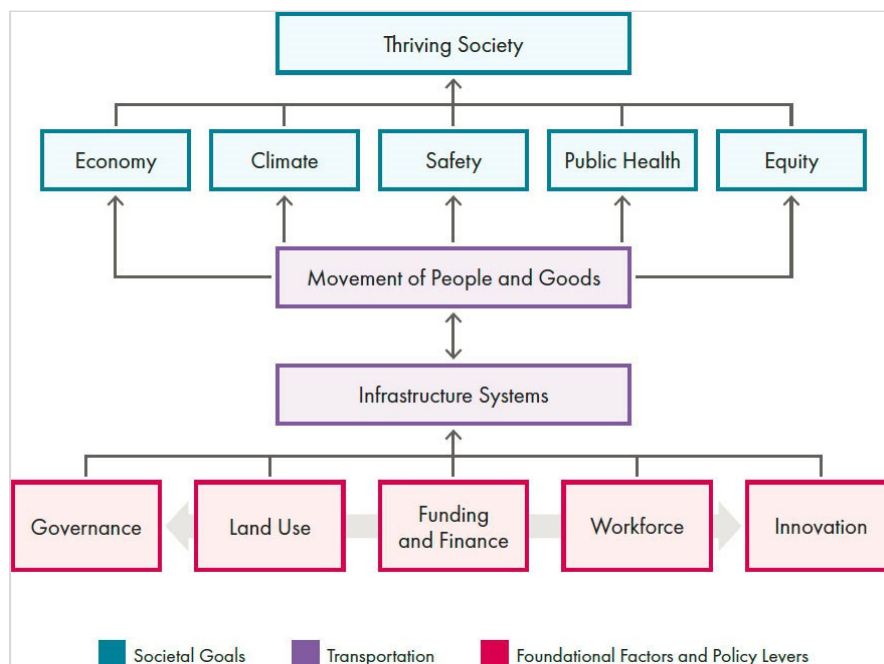 Thriving Society
Economy
Climate
Safety
Public Health
Equity
Movement of People and Goods
Infrastructure Systems
Governance
Land Use
Funding
and Finance
Workforce
Innovation
Societal Goals
Transportation
Foundational Factors and Policy Levers